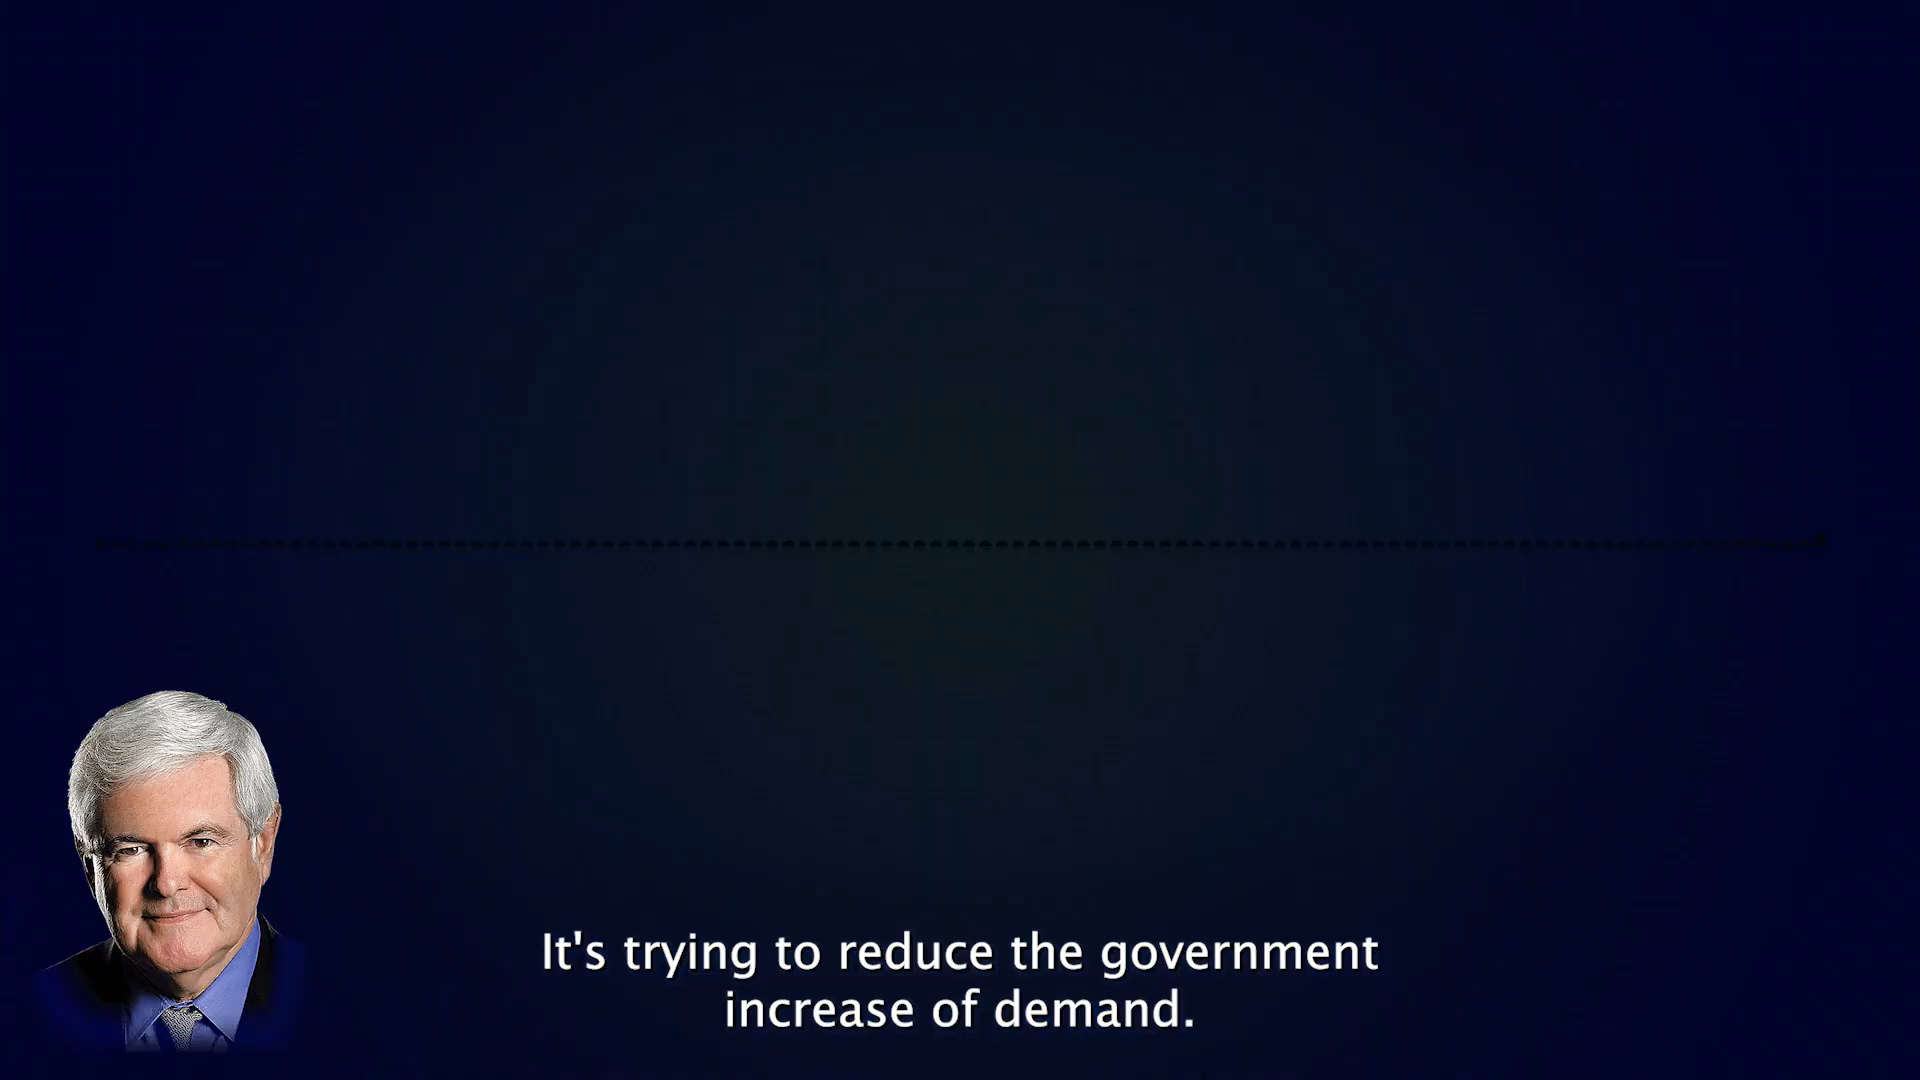 It's trying to reduce the government
increase of demand.